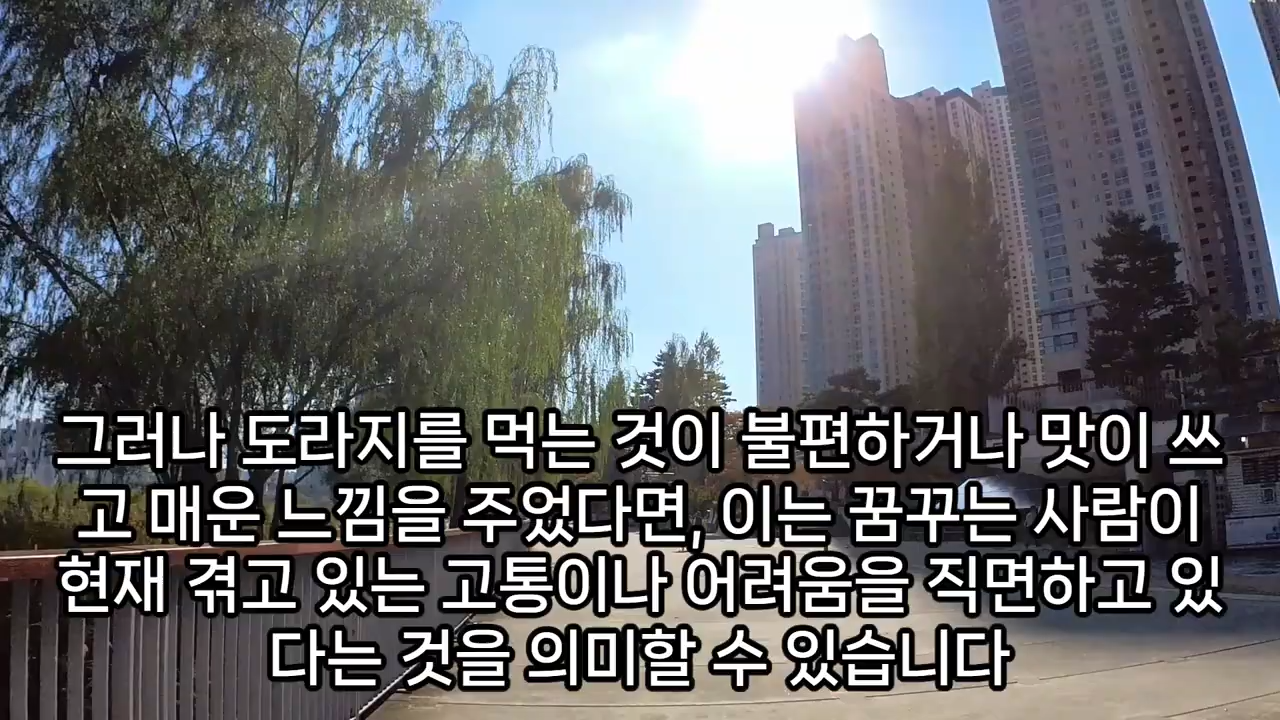 그러나 도라지를 먹는 것이 불편하거나 맛이 쓰
고 매운 느낌을 주었다면, 이는 꿈꾸는 사람이
현재 겪고 있는 고통이나 어려움을 직면하고 있
다는 것을 의미할 수 있습니다